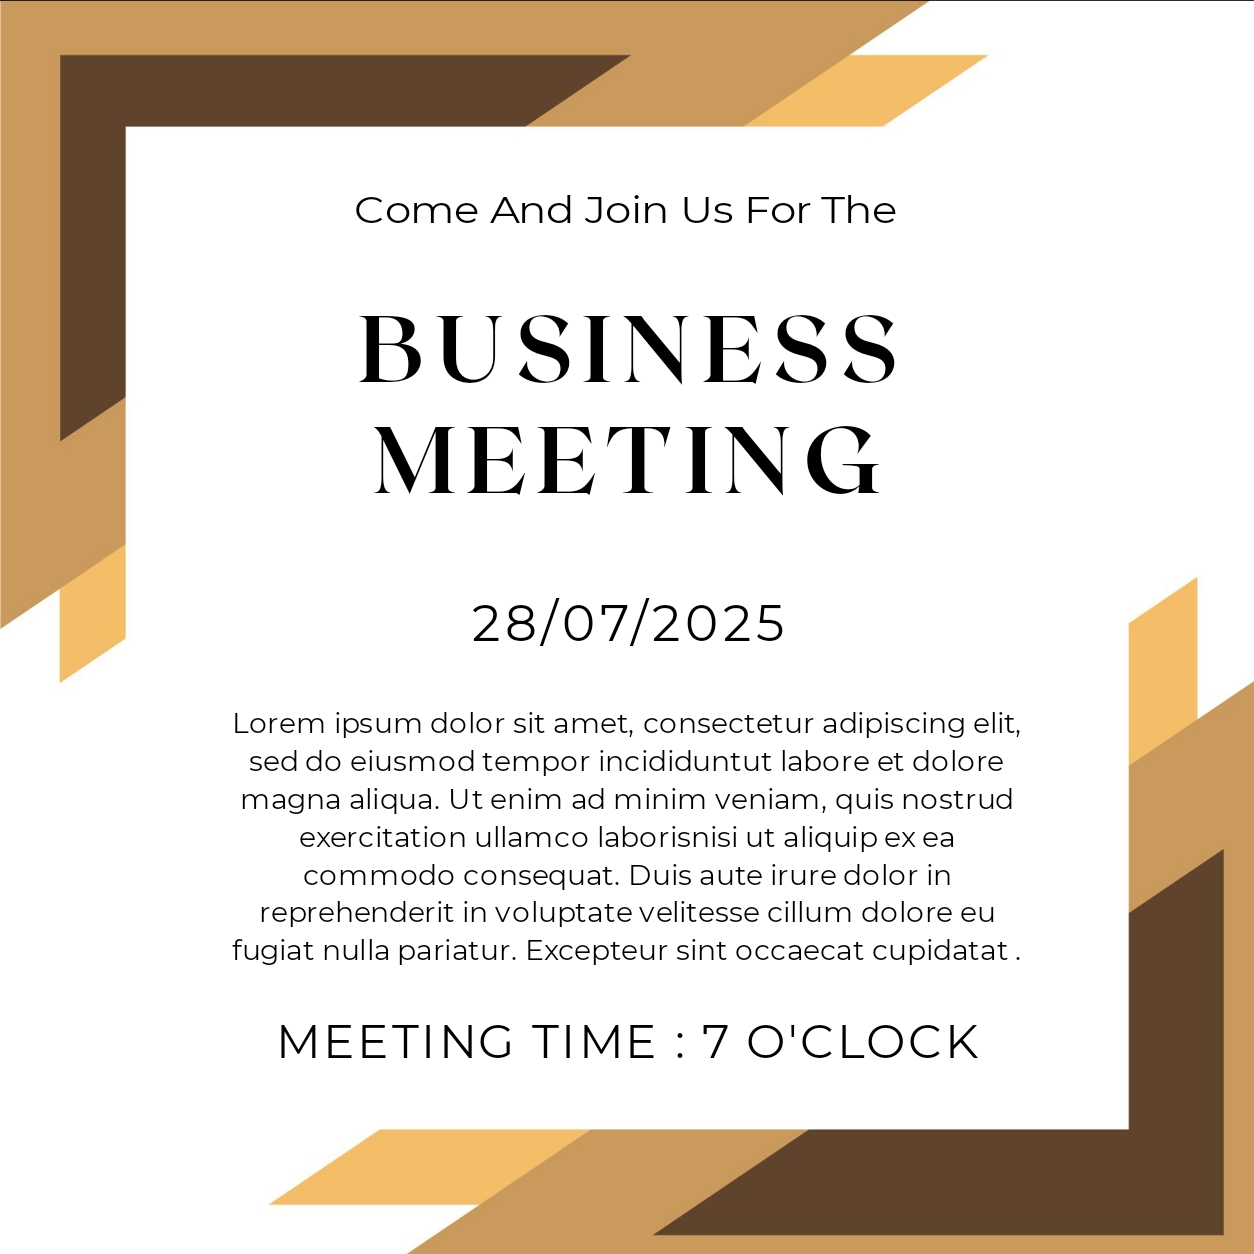 Come And Join Us For The
BUSINESS
MEETING
28/07/2025
Lorem ipsum dolor sit amet, consectetur adipiscing elit,
sed do eiusmod tempor incididuntut labore et dolore
magna aliqua. Ut enim ad minim veniam, quis nostrud
exercitation ullamco laborisnisi ut aliquip ex ea
commodo consequat. Duis aute irure dolor in
reprehenderit in voluptate velitesse cillum dolore eu
fugiat nulla pariatur. Excepteur sint occaecat cupidatat .
MEETING TIME : 7 O'CLOCK